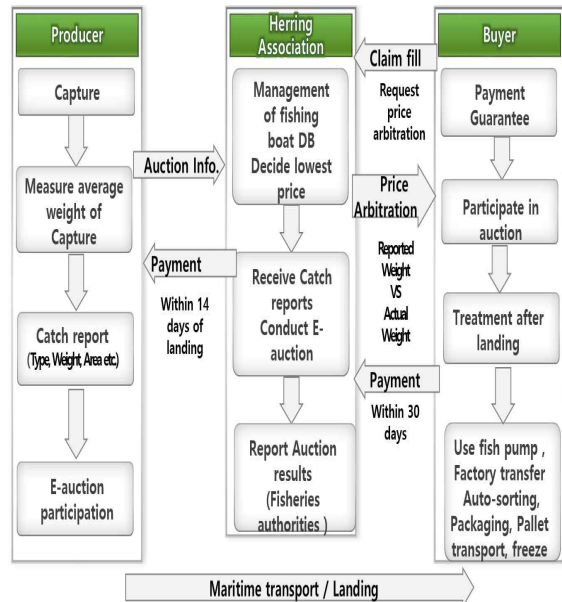 Producer
Capture
Measure average
weight of
Capture
Catch report
(Type, Weight, Area etc.)
E-auction
participation
Auction Info.
Payment
Within 14
days of
landing
Herring
Association
Management
of fishing
boat DB
Decide lowest
price
Receive Catch
reports
Conduct E-
auction
Report Auction
results
(Fisheries
authorities )
Claim fill
Request
price
arbitration
Price
Arbitration
Reported
Weight
VS
Actual
Weight
Payment
Within 30
days
Buyer
Payment
Guarantee
Participate in
auction
Treatment after
landing
Use fish pump ,
Factory transfer
Auto-sorting,
Packaging, Pallet
transport, freeze
Maritime transport / Landing